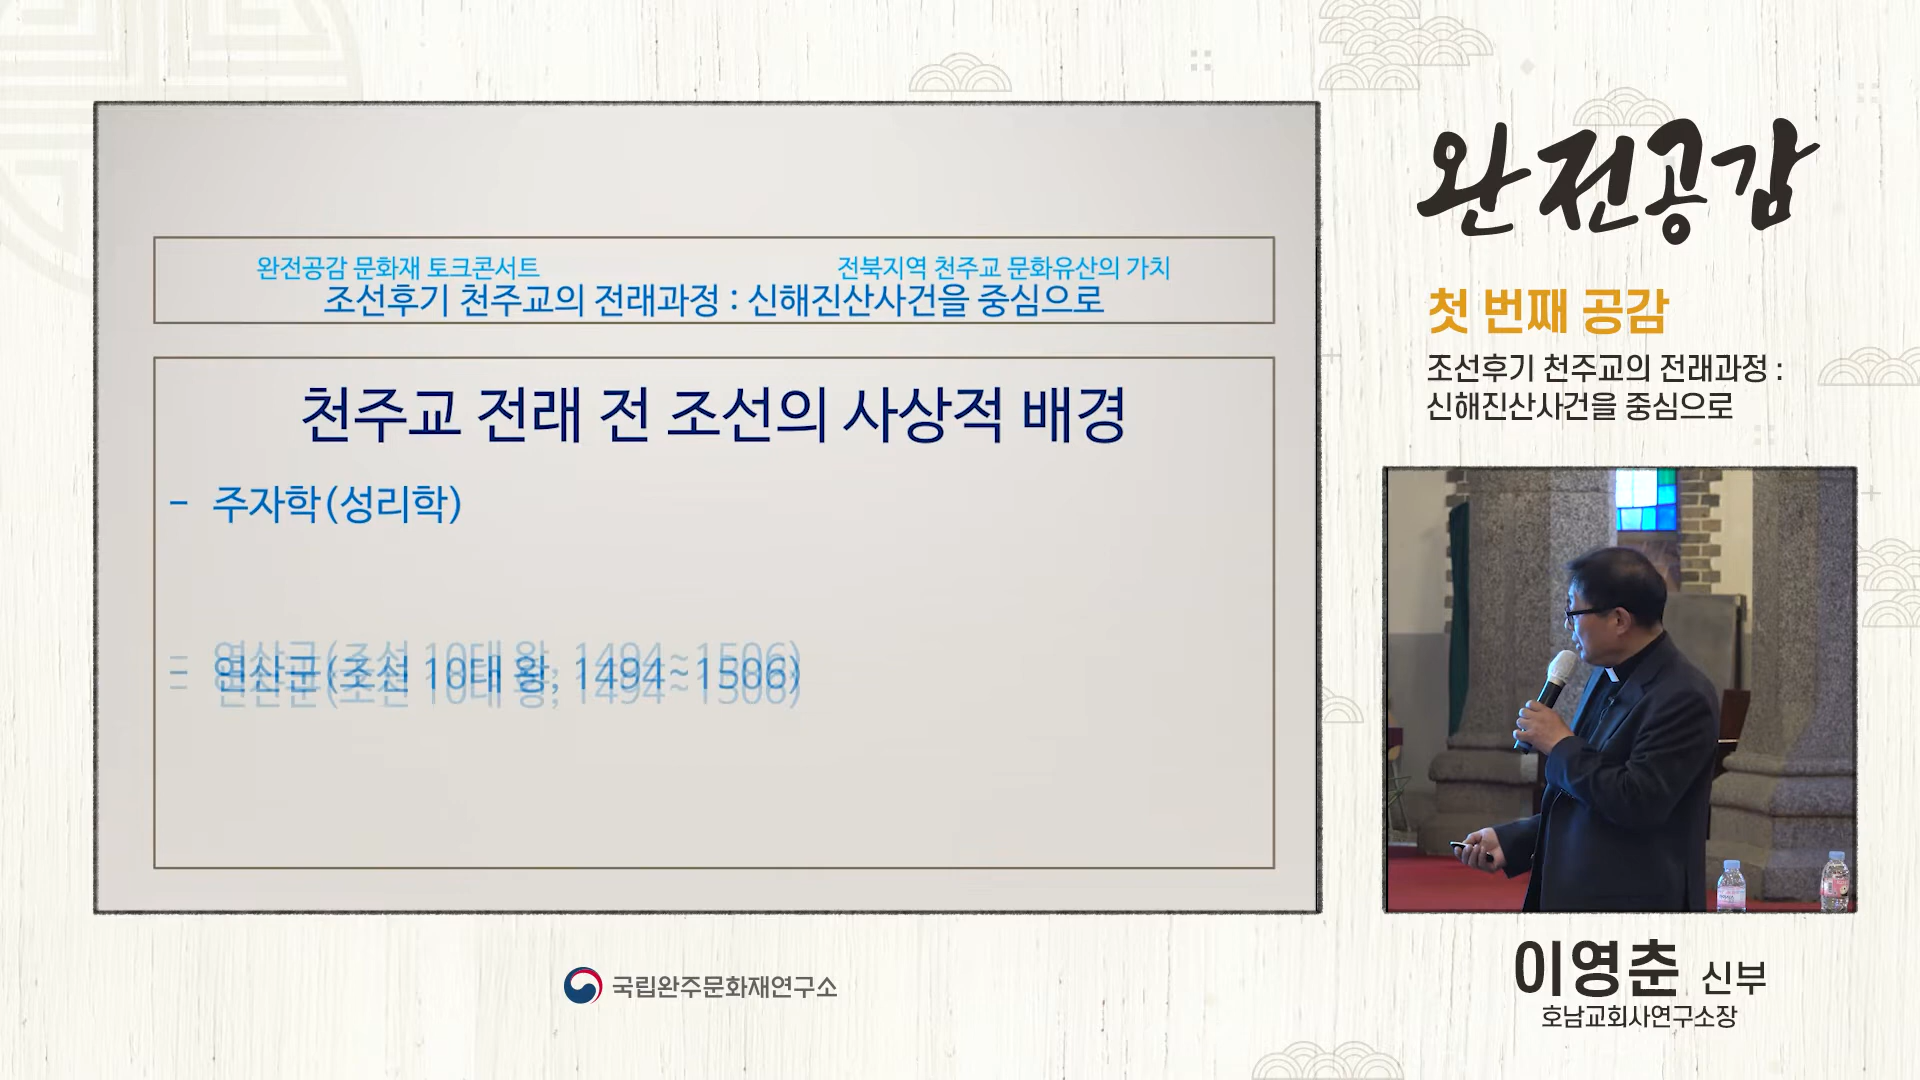 완전공감 문화재 토크콘서트 전북지역 천주교 문화유산의 가치
조선후기 천주교의 전래과정 : 신해진산사건을 중심으로
천주교 전래 전 조선의 사상적 배경
- 주자학(성리학)
- 연산군(조선 10대 왕, 1494~1506)
완전공감
첫 번째 공감
조선후기 천주교의 전래과정 :
신해진산사건을 중심으로
이영춘 신부
호남교회사연구소장
국립완주문화재연구소